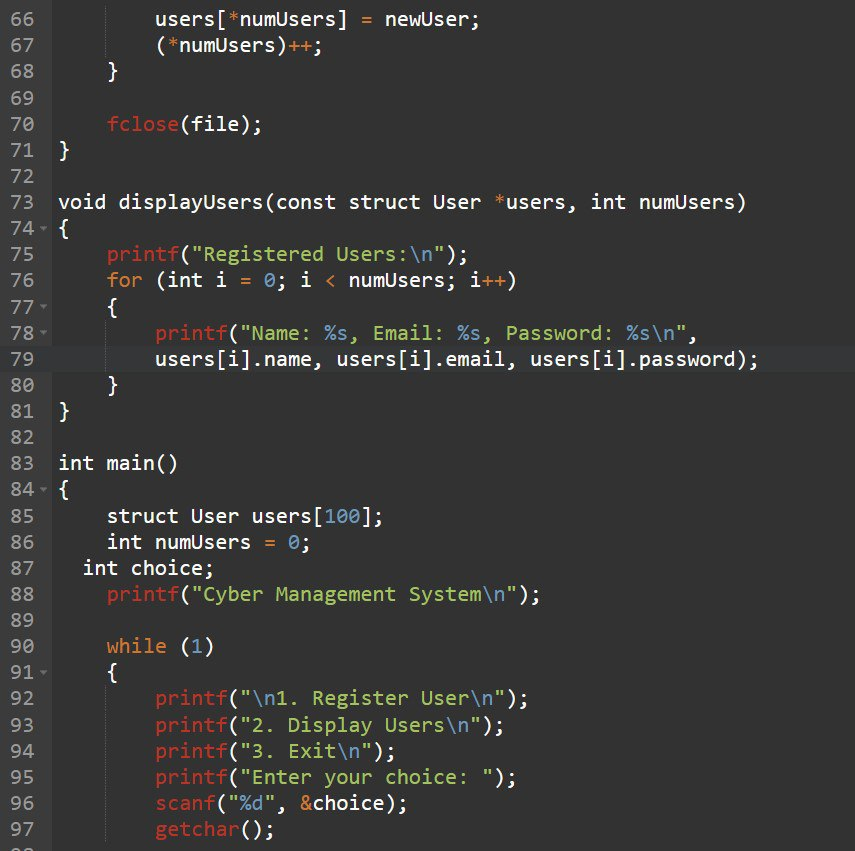 66 users[*numUsers] = newUser;
67 (*numUsers)++;
68 }
69
70 fclose(file);
71 }
72
73 void displayUsers(const struct User *users, int numUsers)
74 {
75 printf("Registered Users:\n");
76 for (int i = 0; i < numUsers; i++)
77 {
78 printf("Name: %s, Email: %s, Password: %s\n",
79 users[i].name, users[i].email, users[i].password);
80 }
81 }
82
83 int main()
84 {
85 struct User users[100];
86 int numUsers = 0;
87 int choice;
88 printf("Cyber Management System\n");
89
90 while (1)
91 {
92 printf("\n1. Register User\n");
93 printf("2. Display Users\n");
94 printf("3. Exit\n");
95 printf("Enter your choice: ");
96 scanf("%d", &choice);
97 getchar();